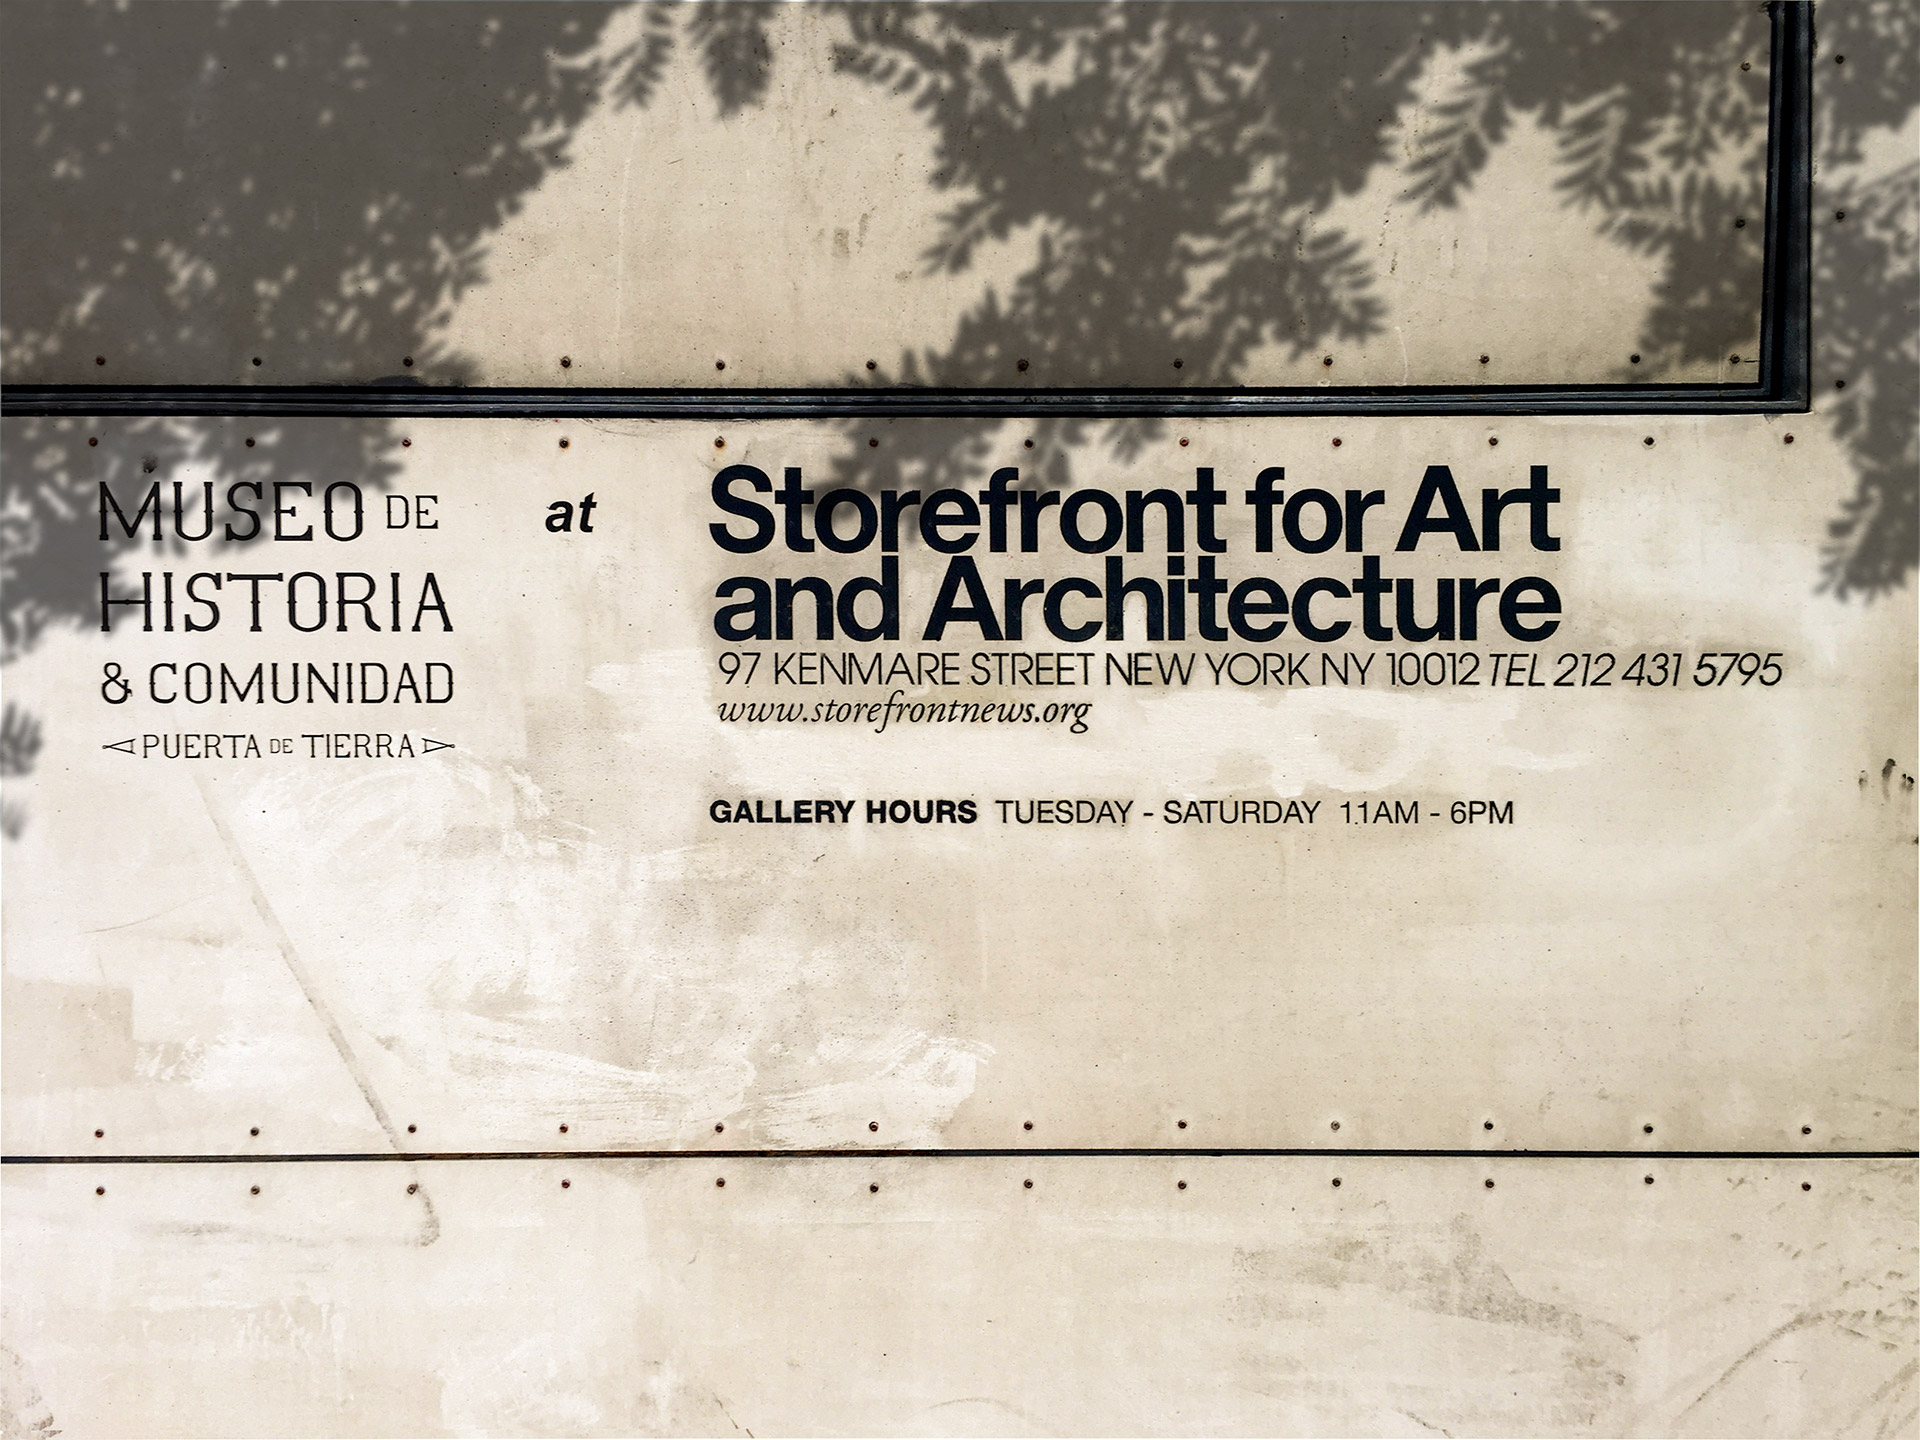 MUSEO DE
HISTORIA
& COMUNIDAD
PUERTA DE TIERRA
at
Storefront for Art
and Architecture
97 KENMARE STREET NEW YORK NY 10012 TEL 212 431 5795
www.storefrontnews.org
GALLERY HOURS TUESDAY - SATURDAY 11AM - 6PM